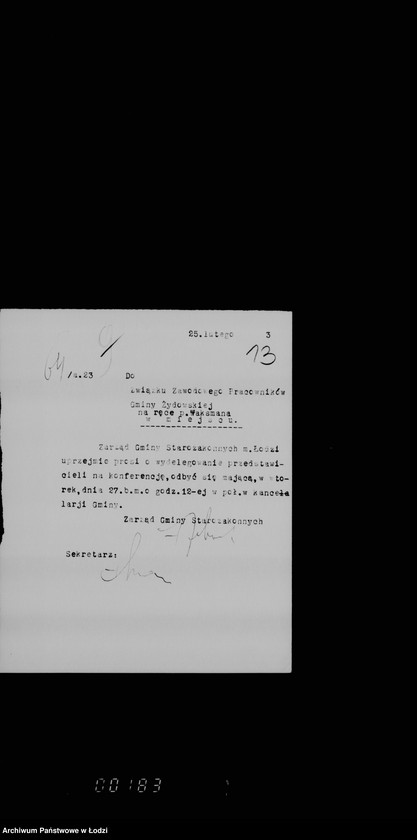 25.lutego 3
13
64/a.23 Do
Związku Zawodowego Pracowników
Gminy Żydowskiej
na ręce p.Waksmana
w miejscu.
Zarząd Gminy Starozakonnych m.Łodzi
uprzejmie prosi o wydelegowanie przedstawi-
cieli na konferencję,odbyć się mającą,w wto-
rek,dnia 27.b.m.o godz.12-ej w poł.w kancela
larji Gminy.
Zarząd Gminy Starozakonnych
Sekretarz:
00183
Archiwum Państwowe w Łodzi